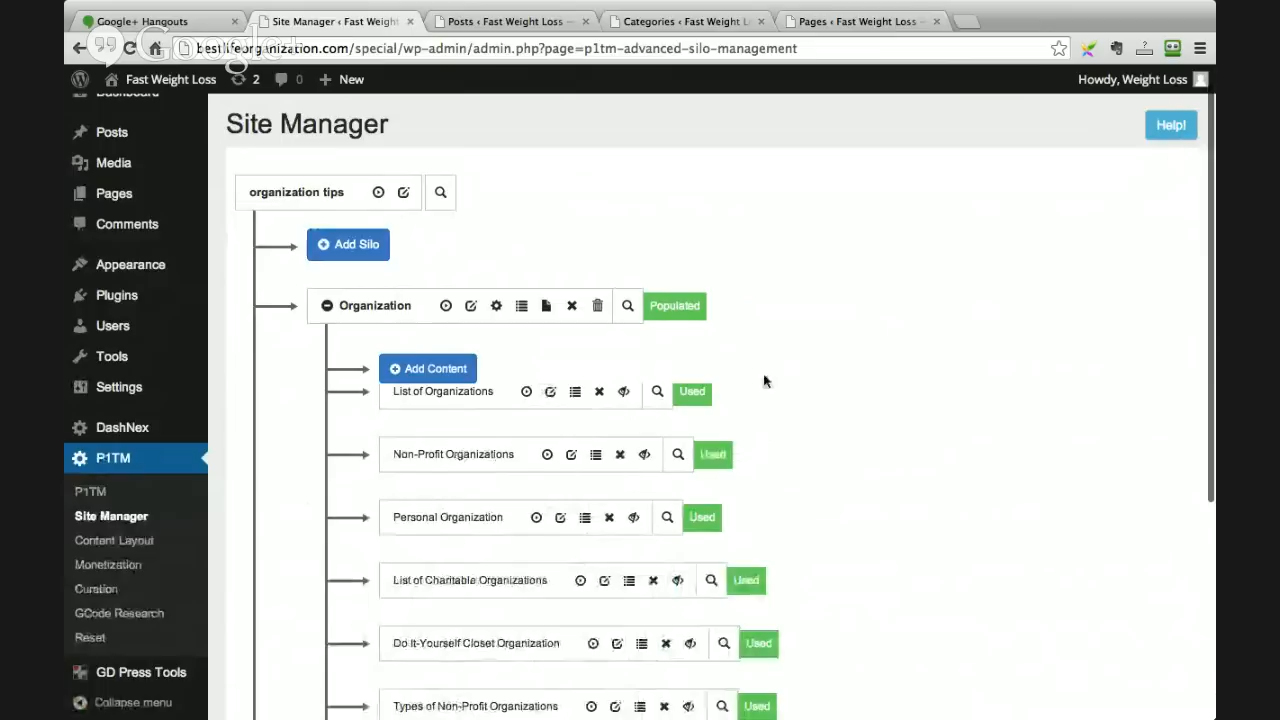 Google+ Hangouts
Site Manager ‹ Fast Weight
Posts ‹ Fast Weight Loss –
Categories ‹ Fast Weight L
Pages ‹ Fast Weight Loss –
bestlifeorganization.com/special/wp-admin/admin.php?page=p1tm-advanced-silo-management
Google+
Fast Weight Loss
2
0
New
Howdy, Weight Loss
Dashboard
Posts
Media
Pages
Comments
Appearance
Plugins
Users
Tools
Settings
DashNex
P1TM
P1TM
Site Manager
Content Layout
Monetization
Curation
GCode Research
Reset
GD Press Tools
Collapse menu
Site Manager
Help!
organization tips
Add Silo
Organization
Populated
Add Content
List of Organizations
Used
Non-Profit Organizations
Used
Personal Organization
Used
List of Charitable Organizations
Used
Do It-Yourself Closet Organization
Used
Types of Non-Profit Organizations
Used